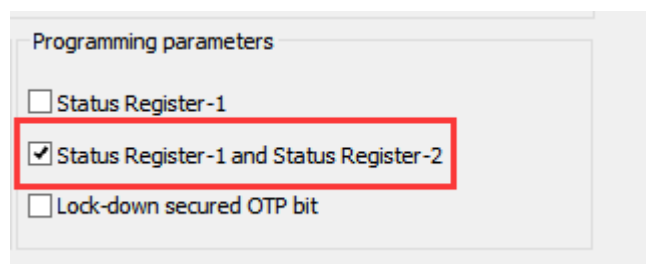 Programming parameters
Status Register-1
Status Register-1 and Status Register-2
Lock-down secured OTP bit